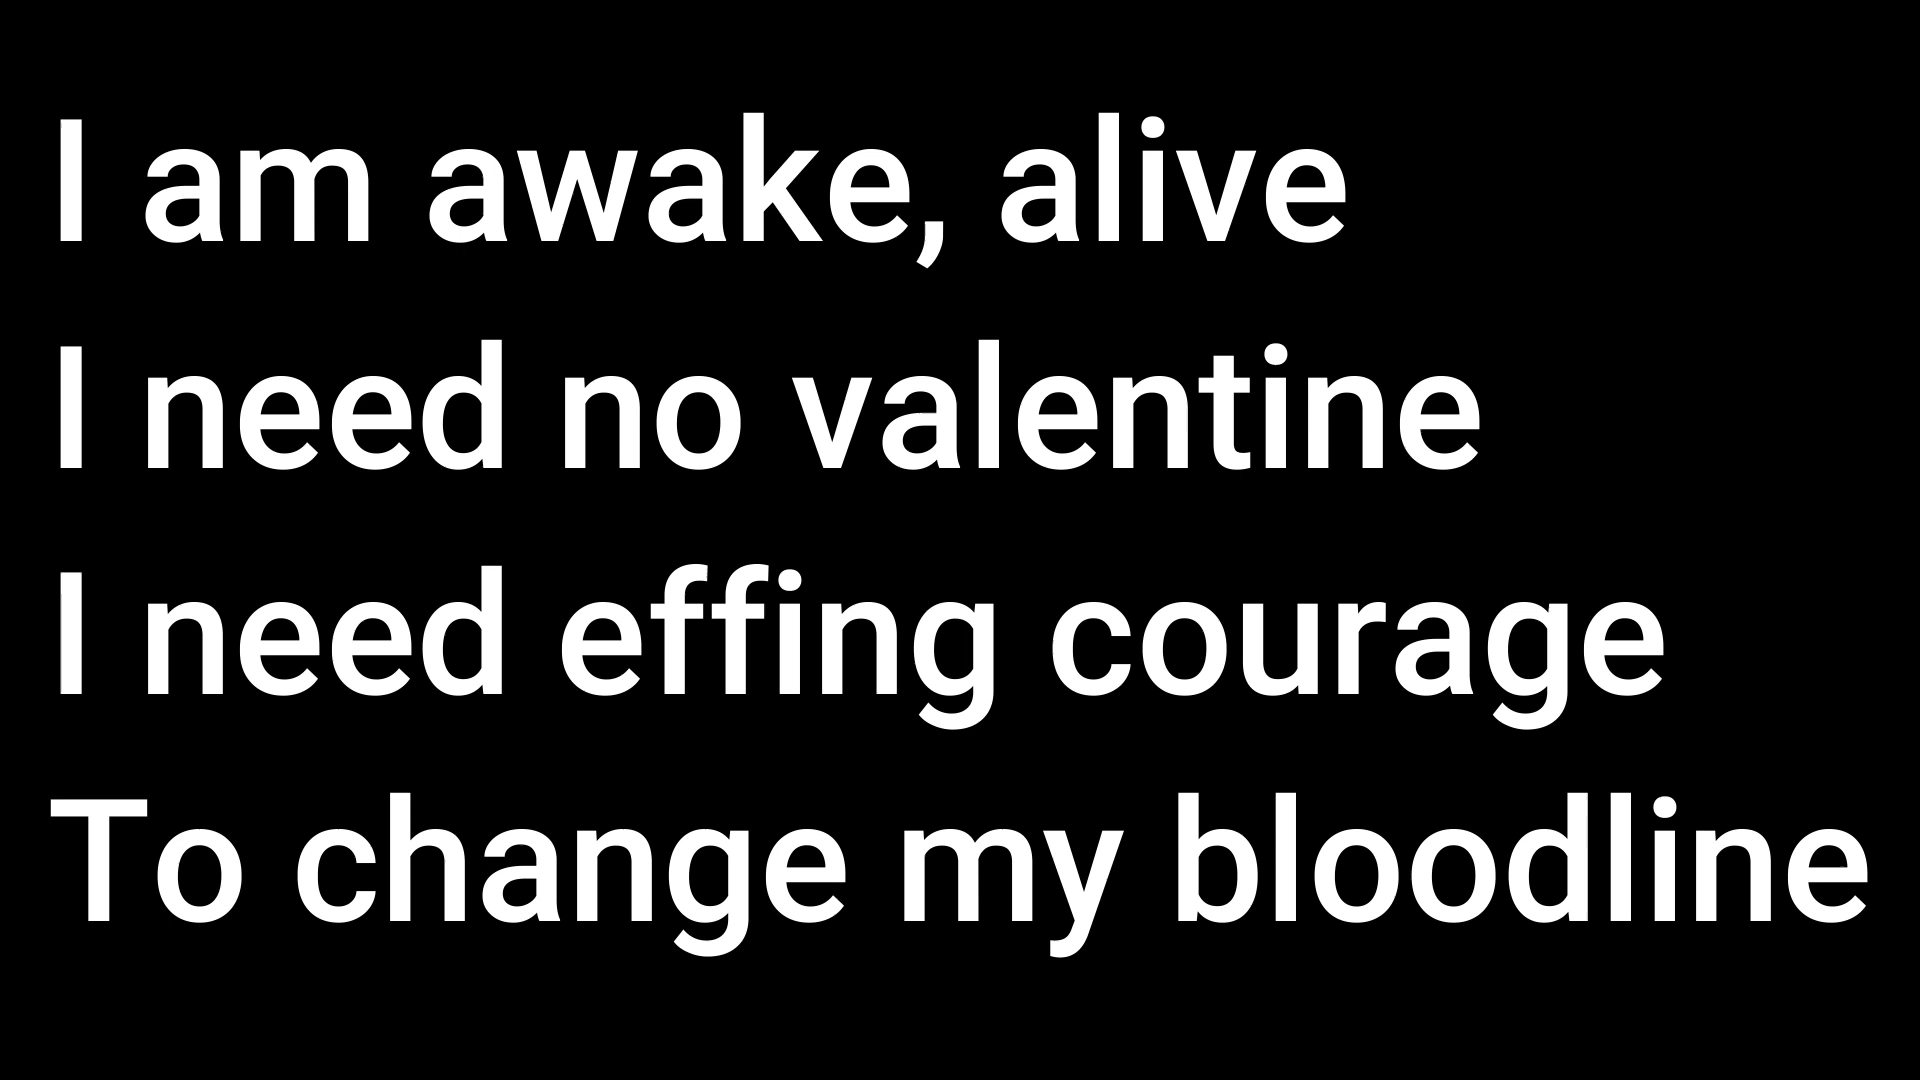 I am awake, alive
I need no valentine
I need effing courage
To change my bloodline